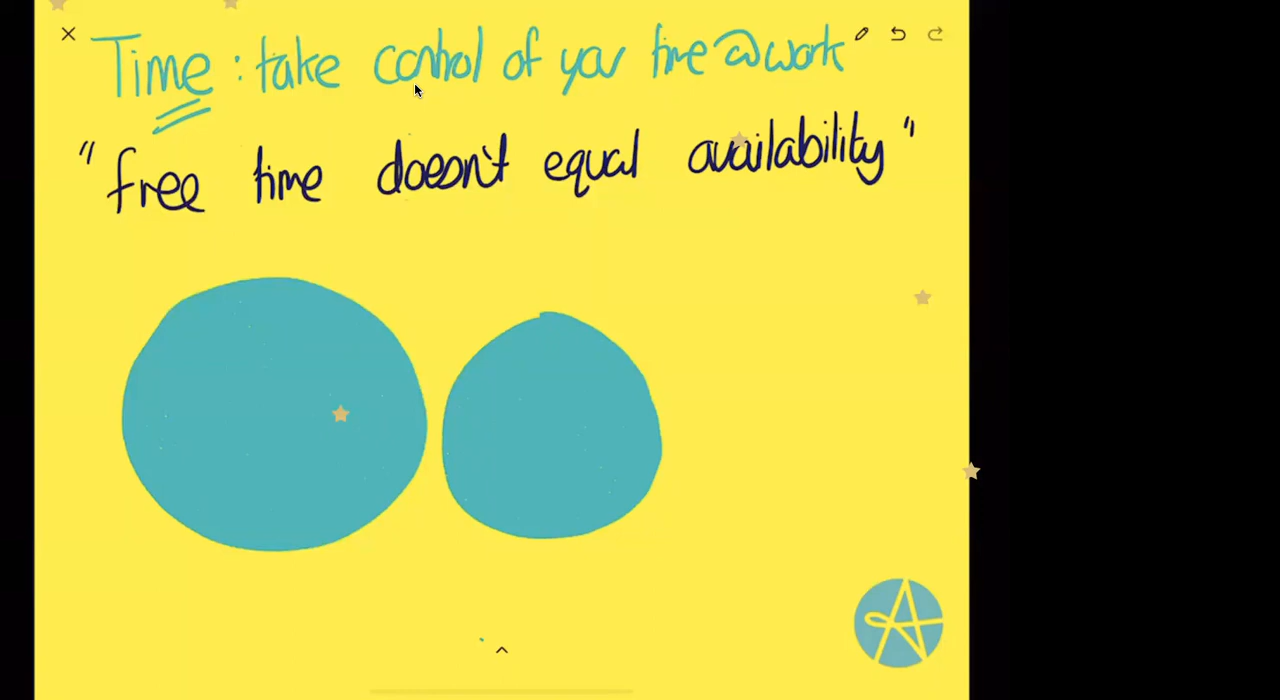 Time : take control of your time @ work
"free time doesn't equal availability"
A